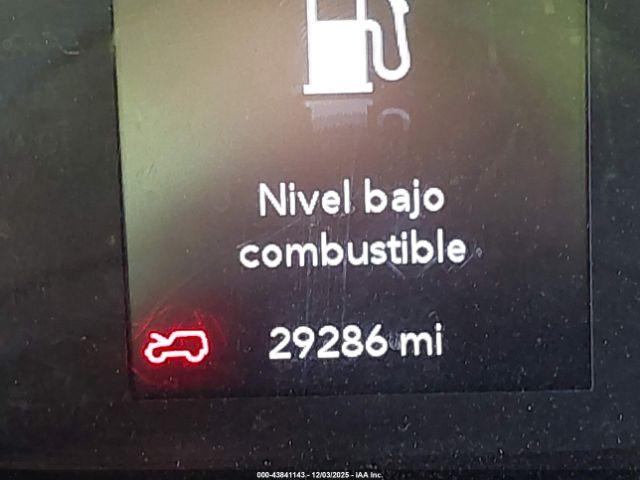 Nivel bajo
combustible
29286 mi
000-43841143 - 12/03/2025 - IAA Inc.